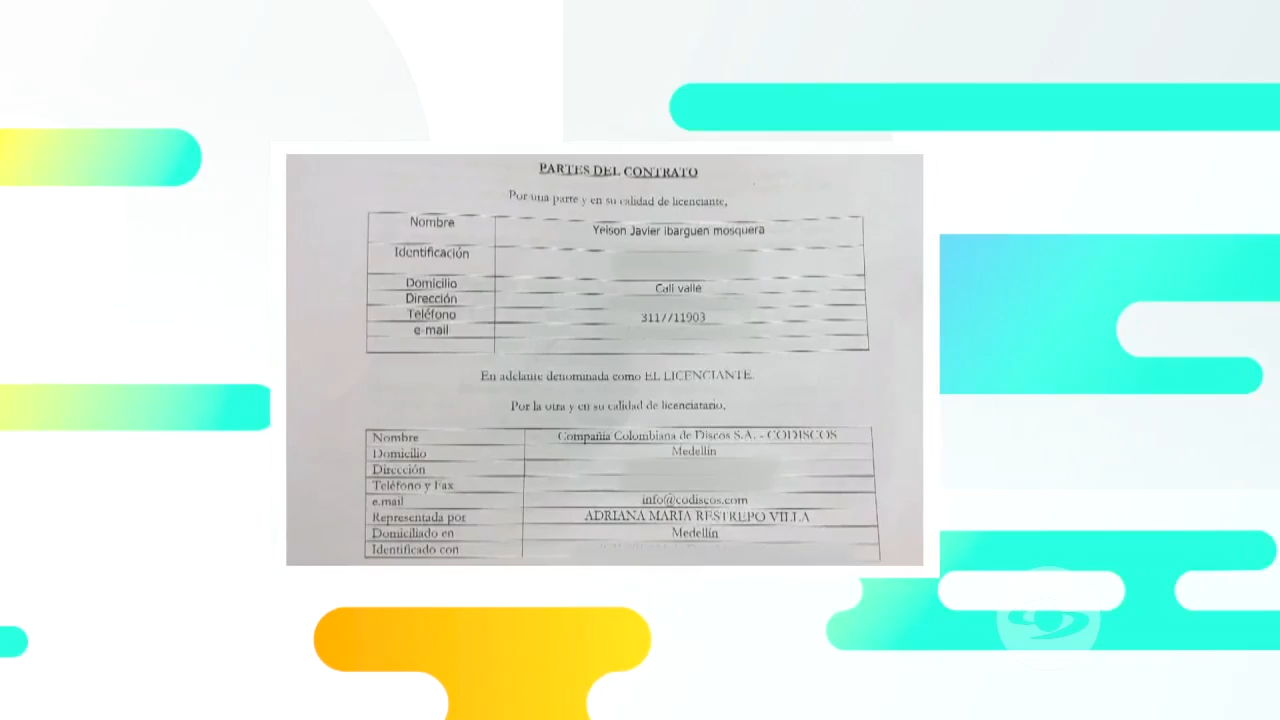 PARTES DEL CONTRATO
Por una parte y en su calidad de licenciante,
Nombre Yeison Javier ibarguen mosquera
Identificación
Domicilio Cali valle
Dirección
Teléfono 3117711903
e-mail
En adelante denominada como EL LICENCIANTE.
Por la otra y en su calidad de licenciatario,
Nombre Compañía Colombiana de Discos S.A. - CODISCOS
Domicilio Medellín
Dirección
Teléfono y Fax
e.mail info@codiscos.com
Representada por ADRIANA MARIA RESTREPO VILLA
Domiciliado en Medellín
Identificado con